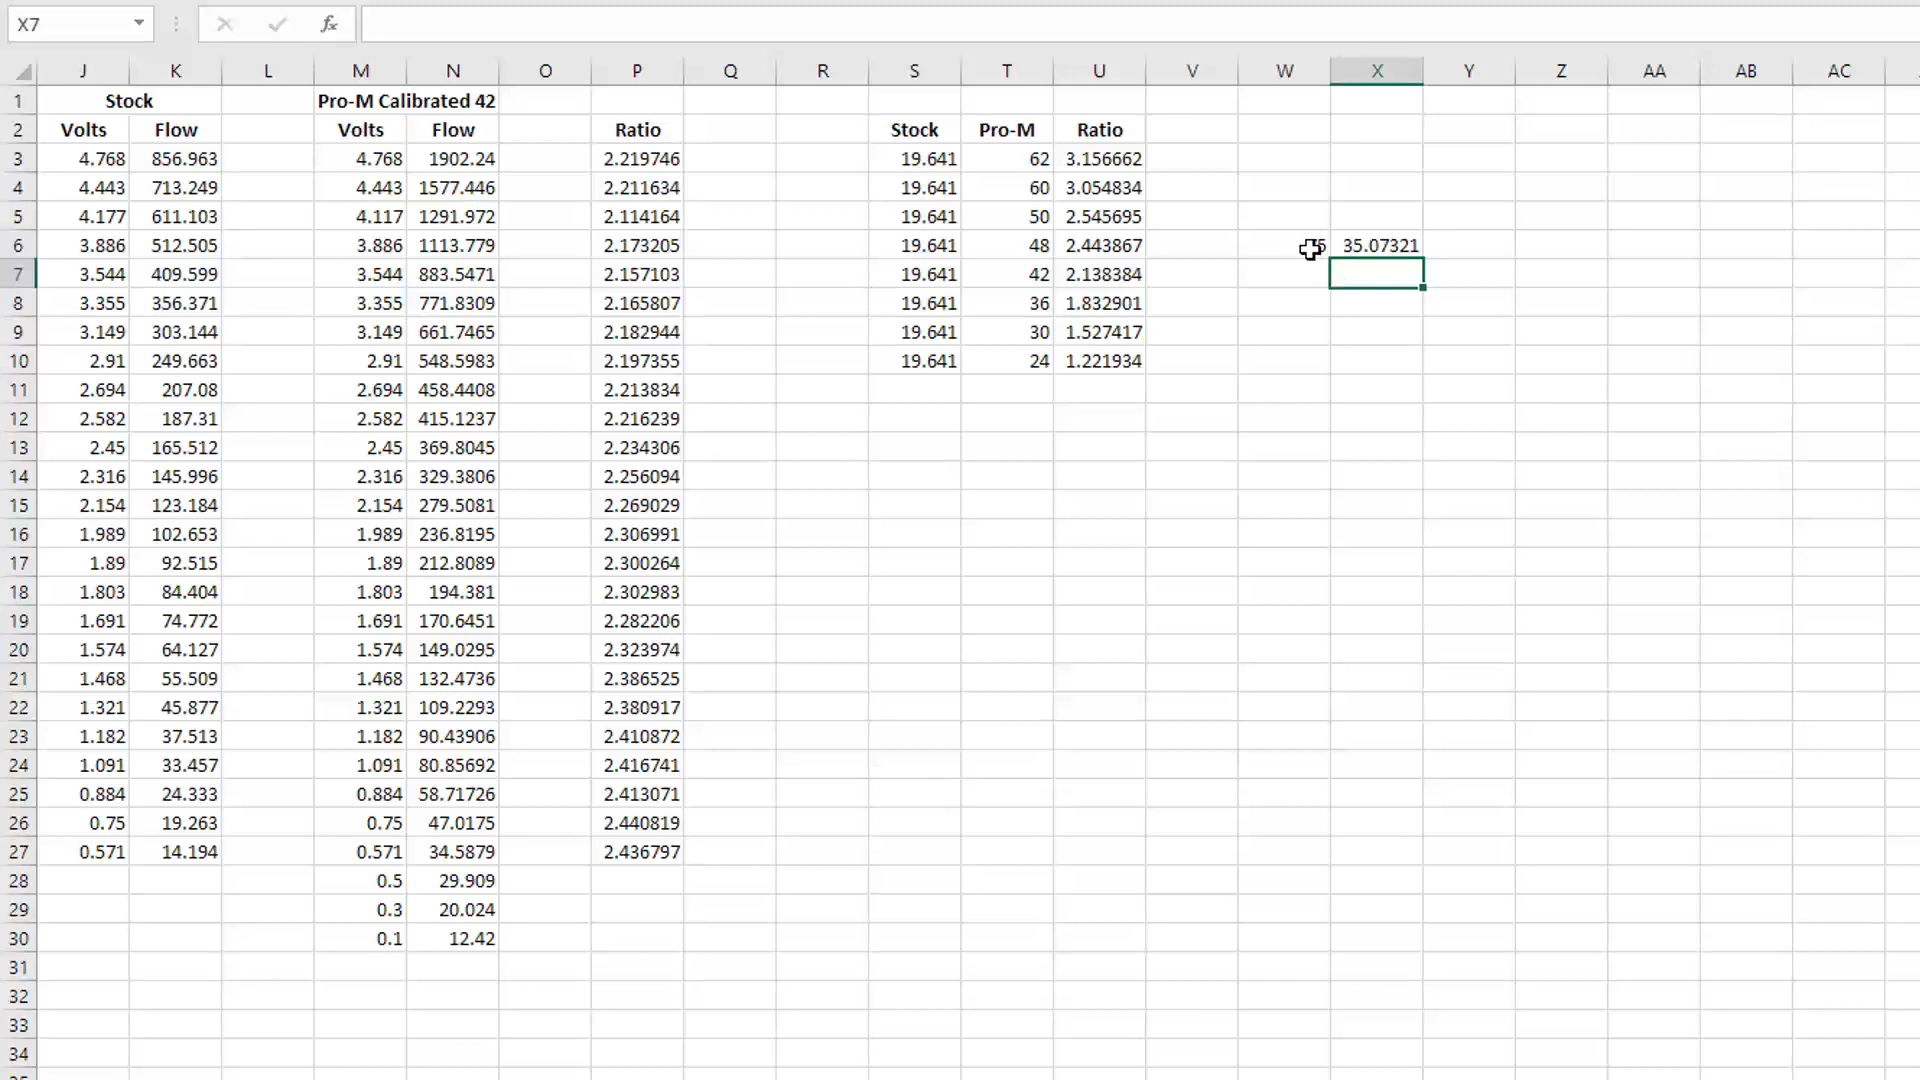 X7 fx
J K L M N O P Q R S T U V W X Y Z AA AB AC
1 Stock Pro-M Calibrated 42
2 Volts Flow Volts Flow Ratio Stock Pro-M Ratio
3 4.768 856.963 4.768 1902.24 2.219746 19.641 62 3.156662
4 4.443 713.249 4.443 1577.446 2.211634 19.641 60 3.054834
5 4.177 611.103 4.117 1291.972 2.114164 19.641 50 2.545695
6 3.886 512.505 3.886 1113.779 2.173205 19.641 48 2.443867 35.07321
7 3.544 409.599 3.544 883.5471 2.157103 19.641 42 2.138384
8 3.355 356.371 3.355 771.8309 2.165807 19.641 36 1.832901
9 3.149 303.144 3.149 661.7465 2.182944 19.641 30 1.527417
10 2.91 249.663 2.91 548.5983 2.197355 19.641 24 1.221934
11 2.694 207.08 2.694 458.4408 2.213834
12 2.582 187.31 2.582 415.1237 2.216239
13 2.45 165.512 2.45 369.8045 2.234306
14 2.316 145.996 2.316 329.3806 2.256094
15 2.154 123.184 2.154 279.5081 2.269029
16 1.989 102.653 1.989 236.8195 2.306991
17 1.89 92.515 1.89 212.8089 2.300264
18 1.803 84.404 1.803 194.381 2.302983
19 1.691 74.772 1.691 170.6451 2.282206
20 1.574 64.127 1.574 149.0295 2.323974
21 1.468 55.509 1.468 132.4736 2.386525
22 1.321 45.877 1.321 109.2293 2.380917
23 1.182 37.513 1.182 90.43906 2.410872
24 1.091 33.457 1.091 80.85692 2.416741
25 0.884 24.333 0.884 58.71726 2.413071
26 0.75 19.263 0.75 47.0175 2.440819
27 0.571 14.194 0.571 34.5879 2.436797
28 0.5 29.909
29 0.3 20.024
30 0.1 12.42
31
32
33
34